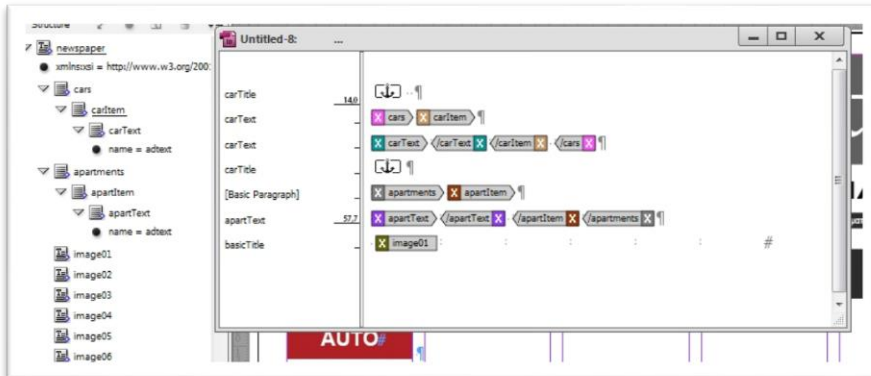 Structure
newspaper
xmlns:xsi = http://www.w3.org/200
cars
carItem
carText
name = adtext
apartments
apartItem
apartText
name = adtext
image01
image02
image03
image04
image05
image06
Untitled-8: ...
carTitle
14,0
carText cars carItem ¶
carText carText /carText /carItem /cars ¶
carTitle ¶
[Basic Paragraph] apartments apartItem ¶
apartText 57,7 apartText /apartText /apartItem /apartments ¶
basicTitle image01 : : : : : #
AUTO# ¶